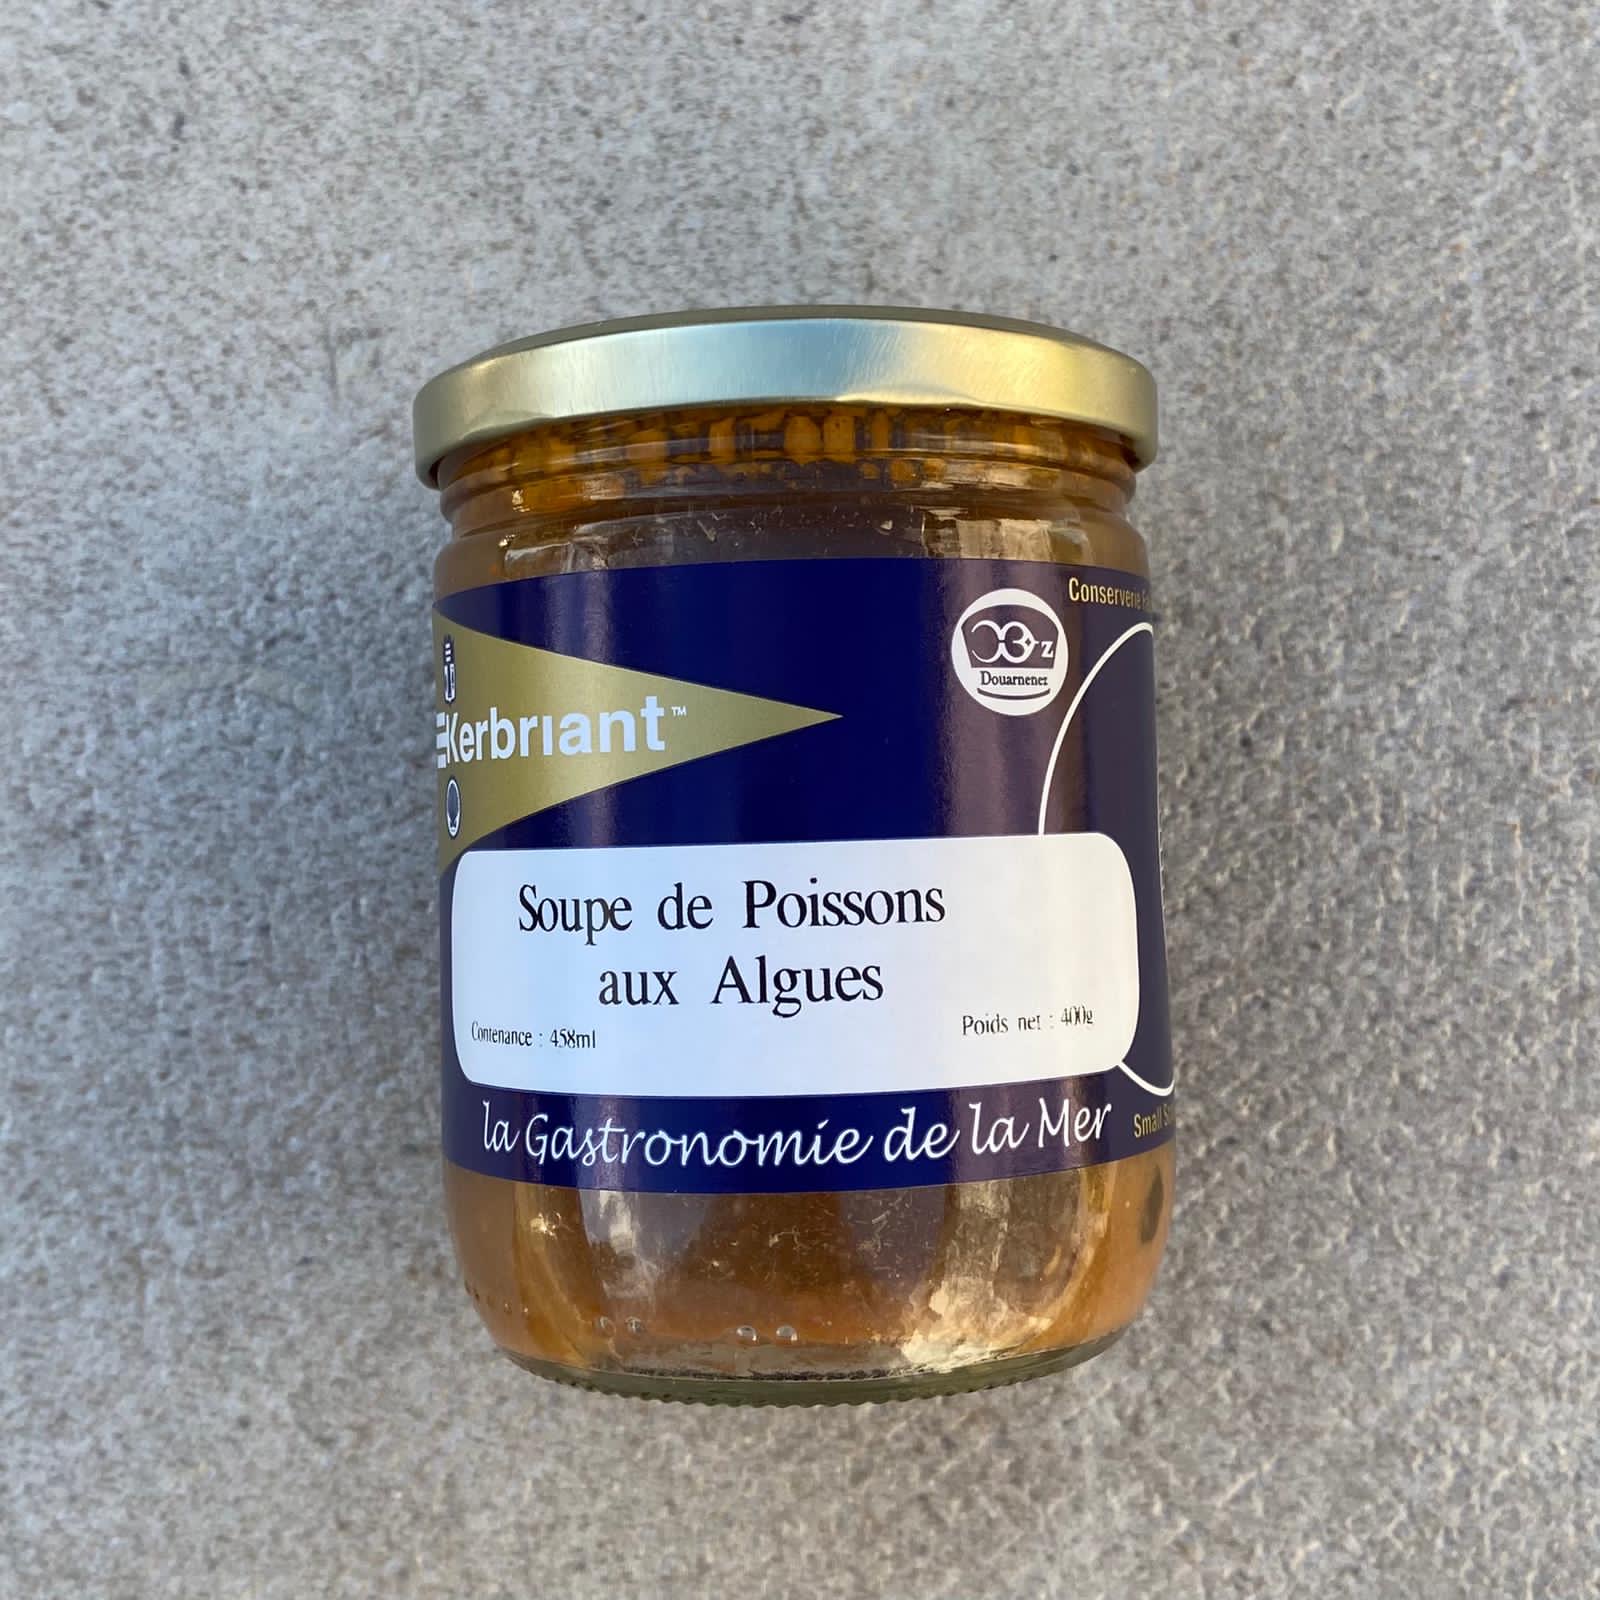 Conserverie
DZ
Douarnenez
Kerbriant™
Soupe de Poissons
aux Algues
Contenance : 458ml
Poids net : 400g
la Gastronomie de la Mer
Small